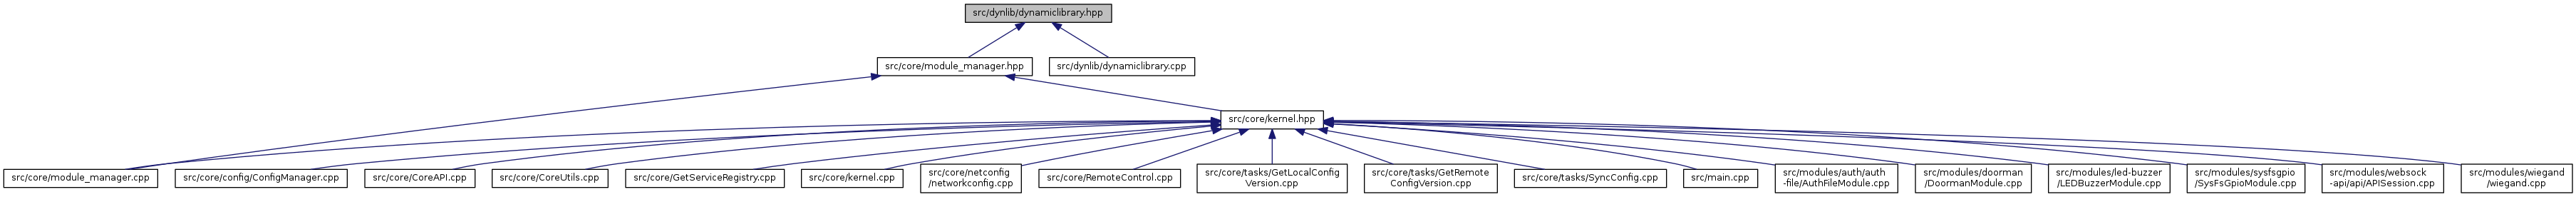 src/dynlib/dynamiclibrary.hpp
src/core/module_manager.hpp
src/dynlib/dynamiclibrary.cpp
src/core/kernel.hpp
src/core/module_manager.cpp
src/core/config/ConfigManager.cpp
src/core/CoreAPI.cpp
src/core/CoreUtils.cpp
src/core/GetServiceRegistry.cpp
src/core/kernel.cpp
src/core/netconfig
/networkconfig.cpp
src/core/RemoteControl.cpp
src/core/tasks/GetLocalConfig
Version.cpp
src/core/tasks/GetRemote
ConfigVersion.cpp
src/core/tasks/SyncConfig.cpp
src/main.cpp
src/modules/auth/auth
-file/AuthFileModule.cpp
src/modules/doorman
/DoormanModule.cpp
src/modules/led-buzzer
/LEDBuzzerModule.cpp
src/modules/sysfsgpio
/SysFsGpioModule.cpp
src/modules/websock
-api/api/APISession.cpp
src/modules/wiegand
/wiegand.cpp